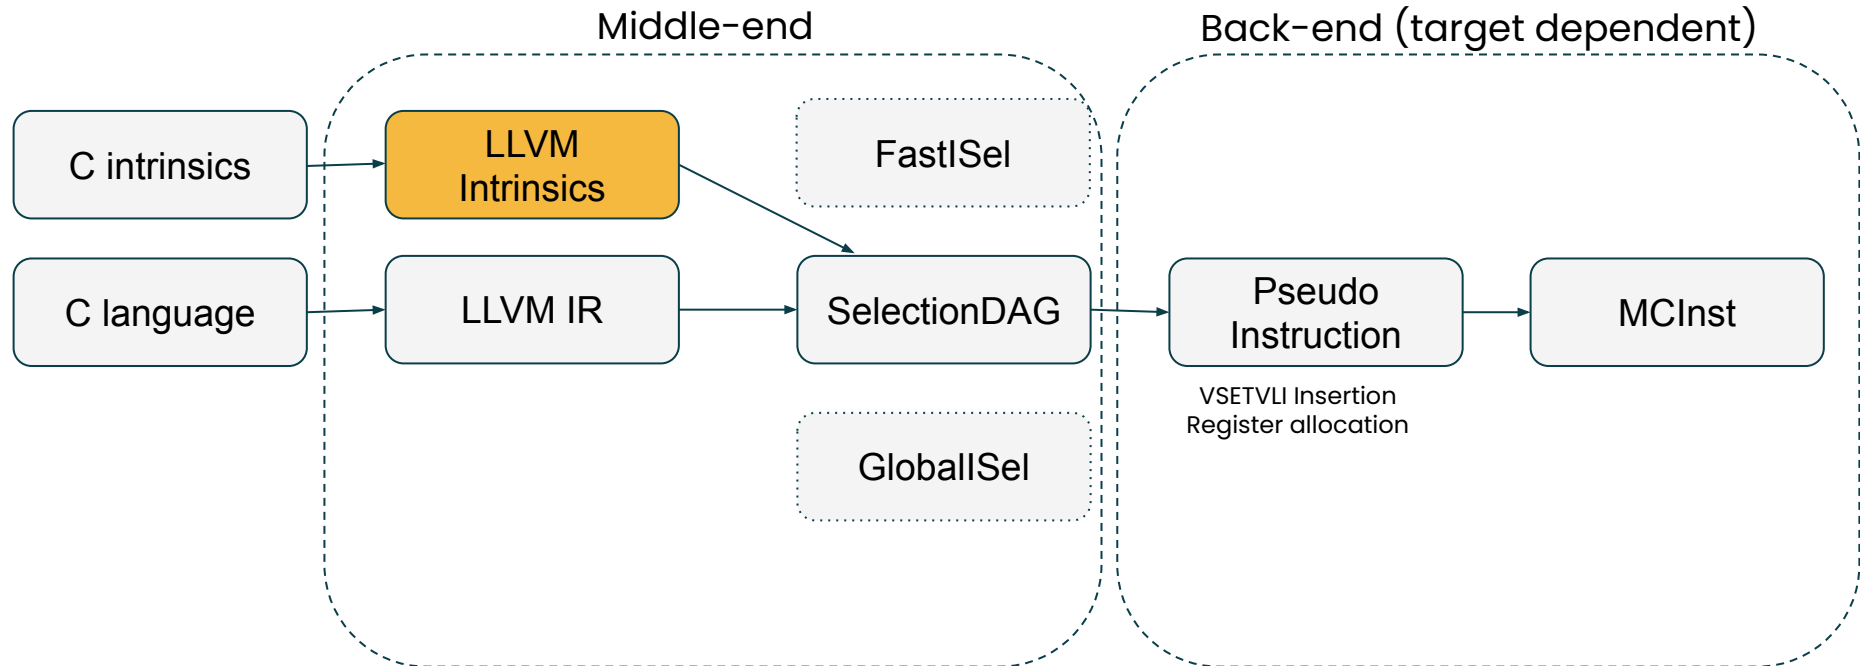 Middle-end
Back-end (target dependent)
C intrinsics
LLVM
Intrinsics
FastISel
C language
LLVM IR
SelectionDAG
Pseudo
Instruction
MCInst
VSETVLI Insertion
Register allocation
GlobalISel